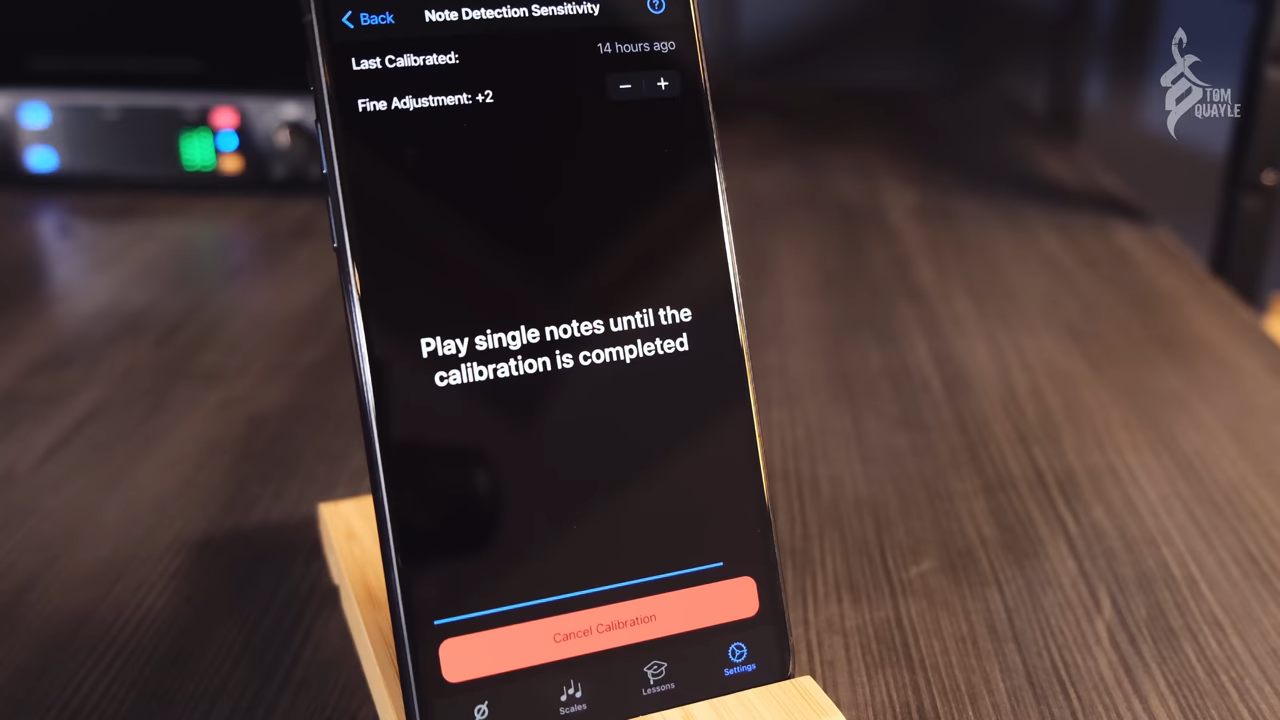 Back
Note Detection Sensitivity
?
Last Calibrated:
14 hours ago
Fine Adjustment: +2
− +
Play single notes until the
calibration is completed
Cancel Calibration
Scales
Lessons
Settings
TOM
QUAYLE